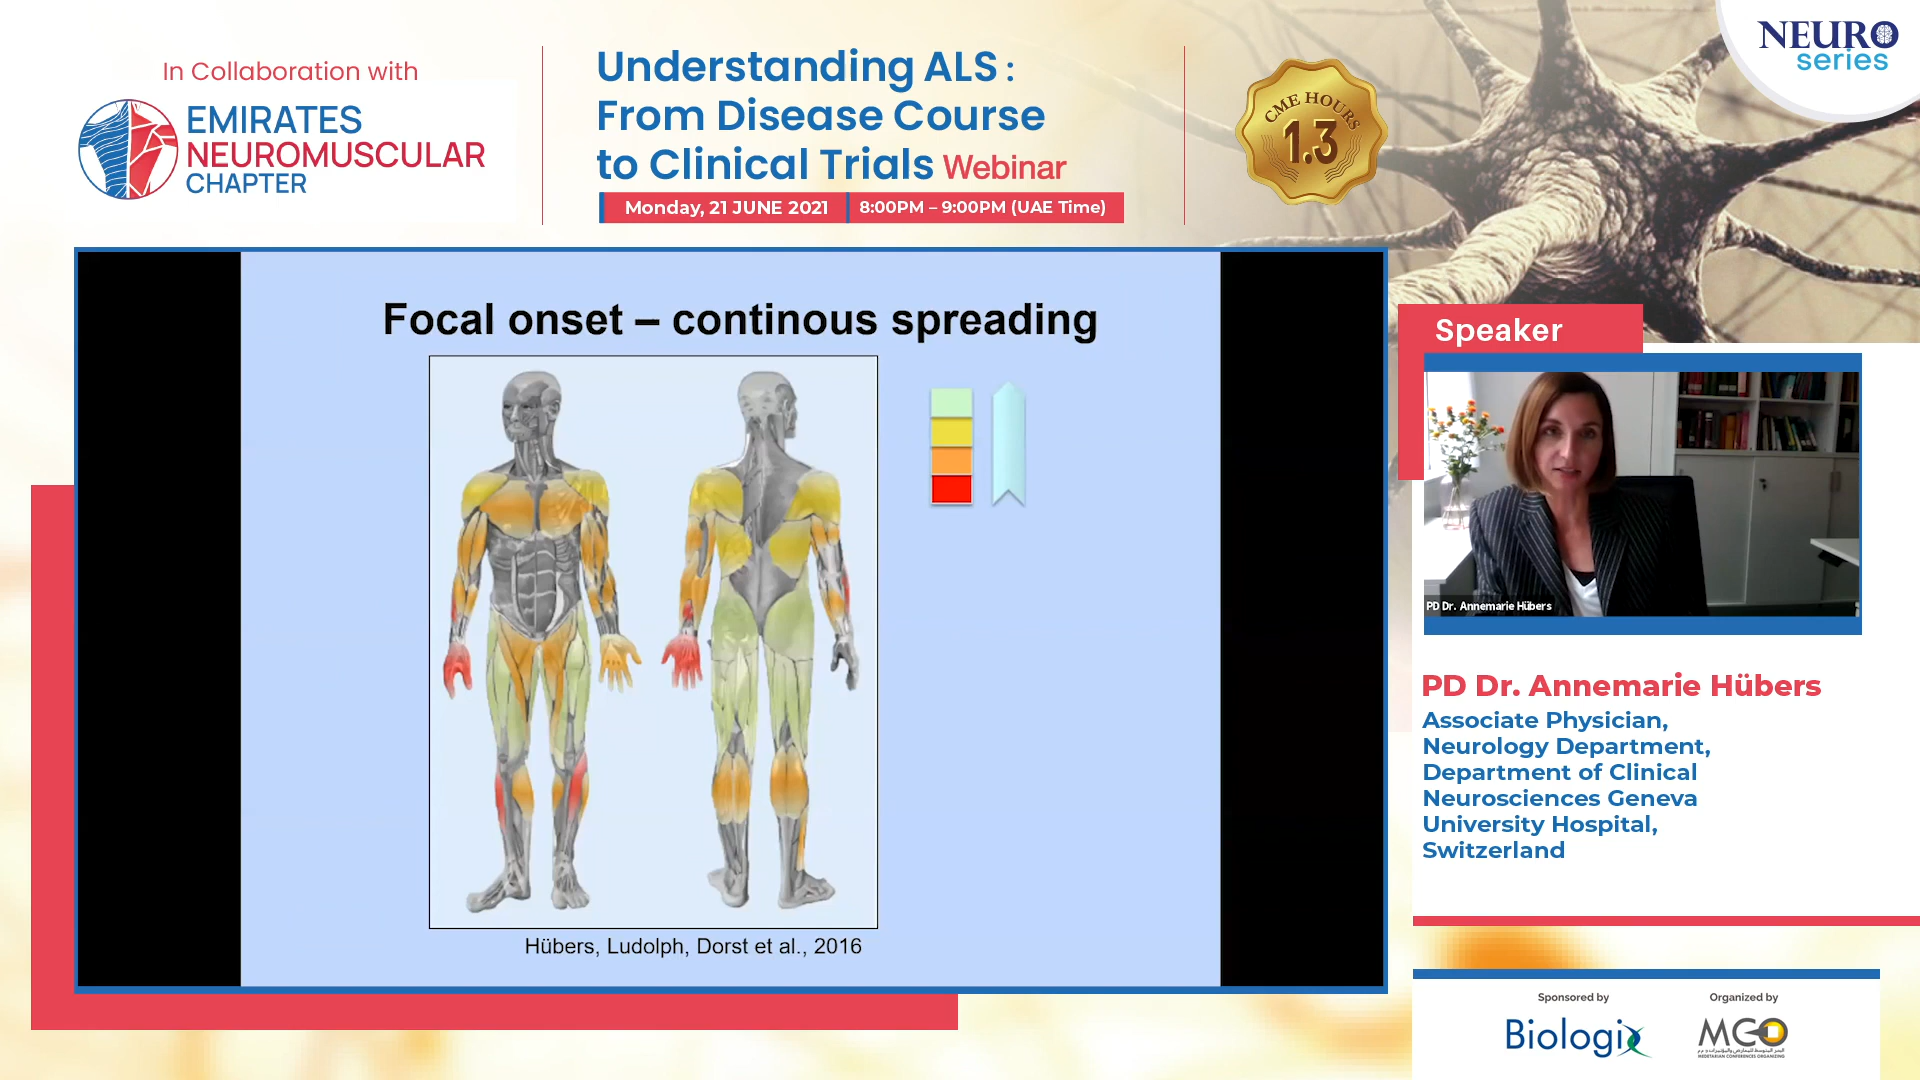 In Collaboration with
EMIRATES
NEUROMUSCULAR
CHAPTER
Understanding ALS :
From Disease Course
to Clinical Trials Webinar
Monday, 21 JUNE 2021
8:00PM – 9:00PM (UAE Time)
CME HOURS
1.3
NEURO
series
Focal onset – continous spreading
Hübers, Ludolph, Dorst et al., 2016
Speaker
PD Dr. Annemarie Hübers
PD Dr. Annemarie Hübers
Associate Physician,
Neurology Department,
Department of Clinical
Neurosciences Geneva
University Hospital,
Switzerland
Sponsored by
Biologix
Organized by
MCO